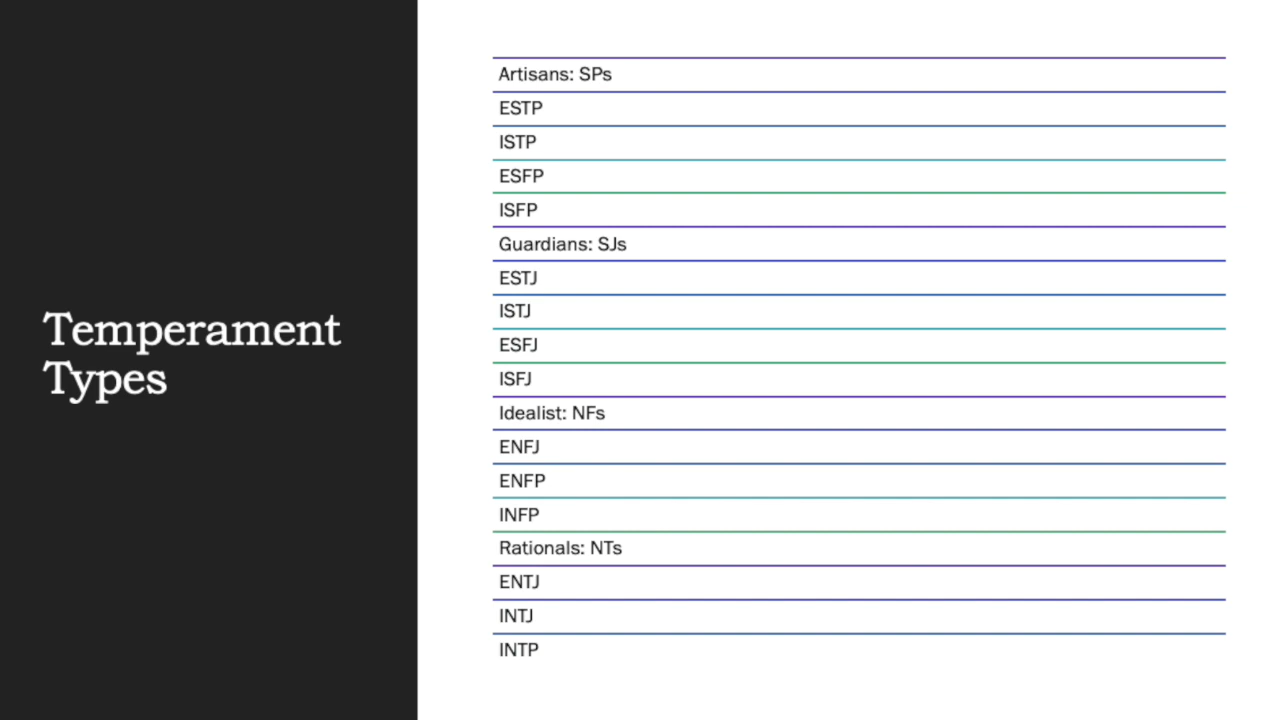 Temperament
Types
Artisans: SPs
ESTP
ISTP
ESFP
ISFP
Guardians: SJs
ESTJ
ISTJ
ESFJ
ISFJ
Idealist: NFs
ENFJ
ENFP
INFP
Rationals: NTs
ENTJ
INTJ
INTP